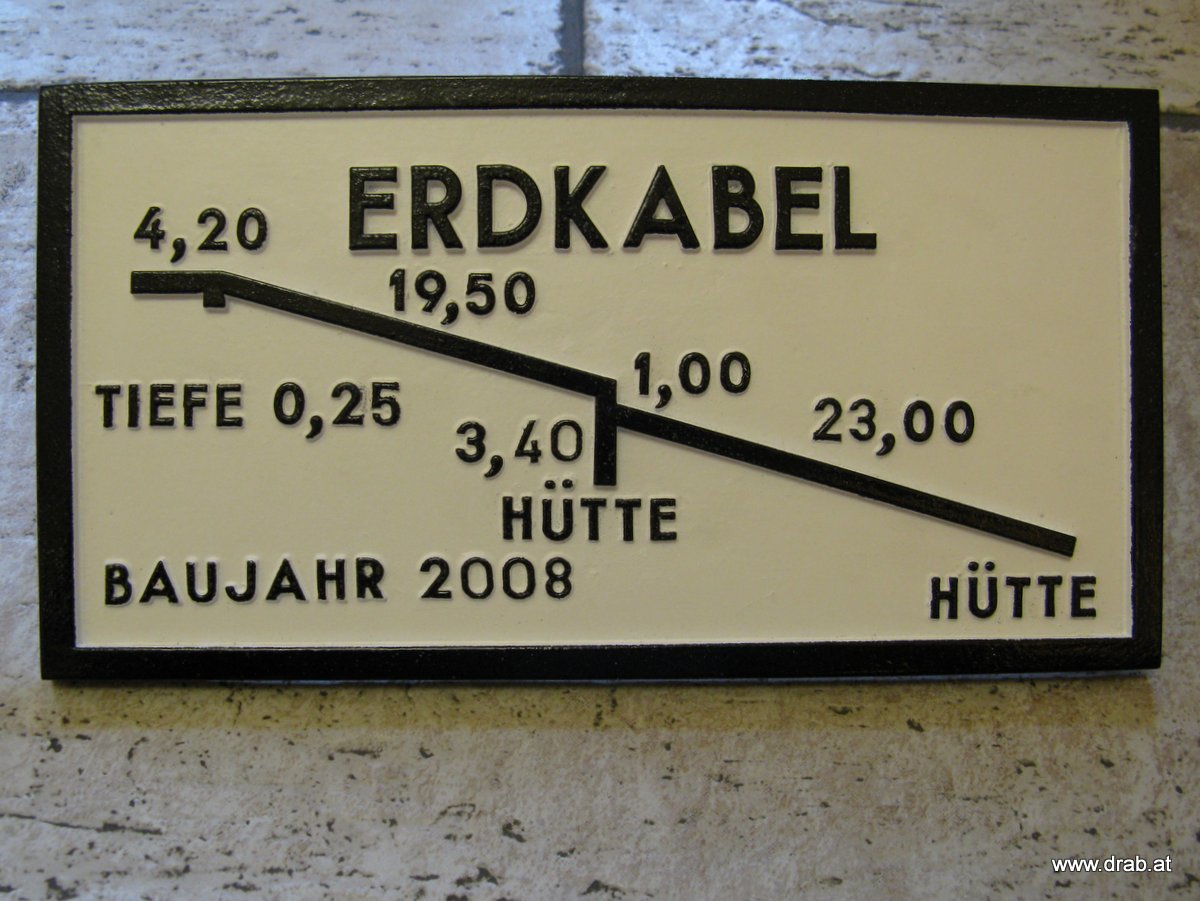 ERDKABEL
4,20
19,50
1,00
TIEFE 0,25
23,00
3,40
HÜTTE
BAUJAHR 2008
HÜTTE
www.drab.at